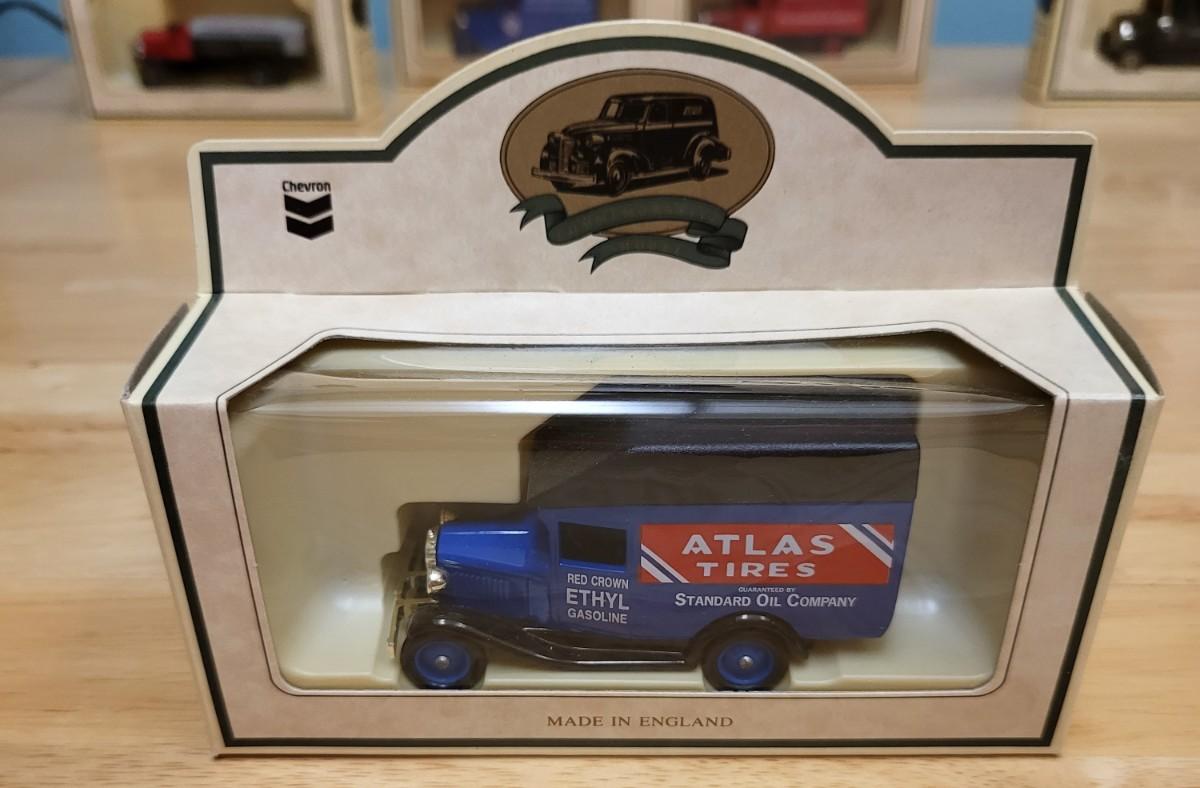 Chevron
ATLAS
TIRES
GUARANTEED BY
STANDARD OIL COMPANY
RED CROWN
ETHYL
GASOLINE
MADE IN ENGLAND